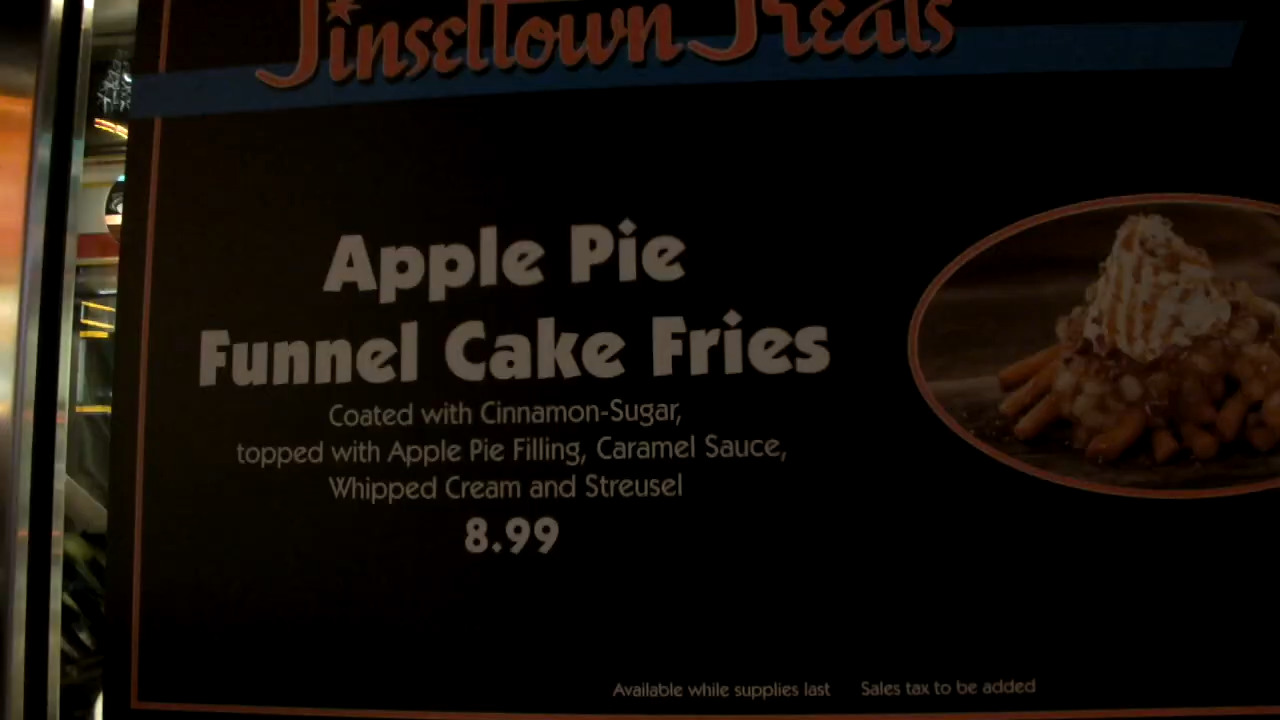 Tinseltown Treats
Apple Pie
Funnel Cake Fries
Coated with Cinnamon-Sugar,
topped with Apple Pie Filling, Caramel Sauce,
Whipped Cream and Streusel
8.99
Available while supplies last Sales tax to be added